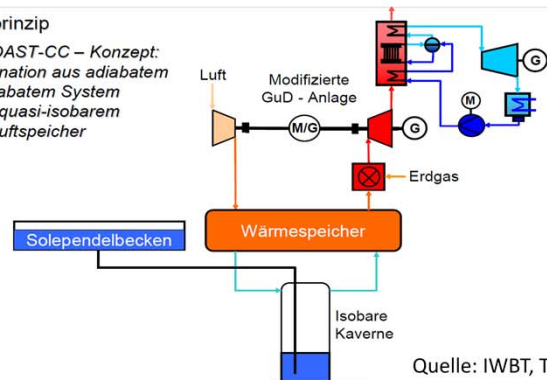 rinzip
OAST-CC – Konzept:
nation aus adiabatem
abatem System
quasi-isobarem
uftspeicher
Luft
Modifizierte
GuD - Anlage
M/G
G
M
G
Erdgas
Wärmespeicher
Solependelbecken
Isobare
Kaverne
Quelle: IWBT, T